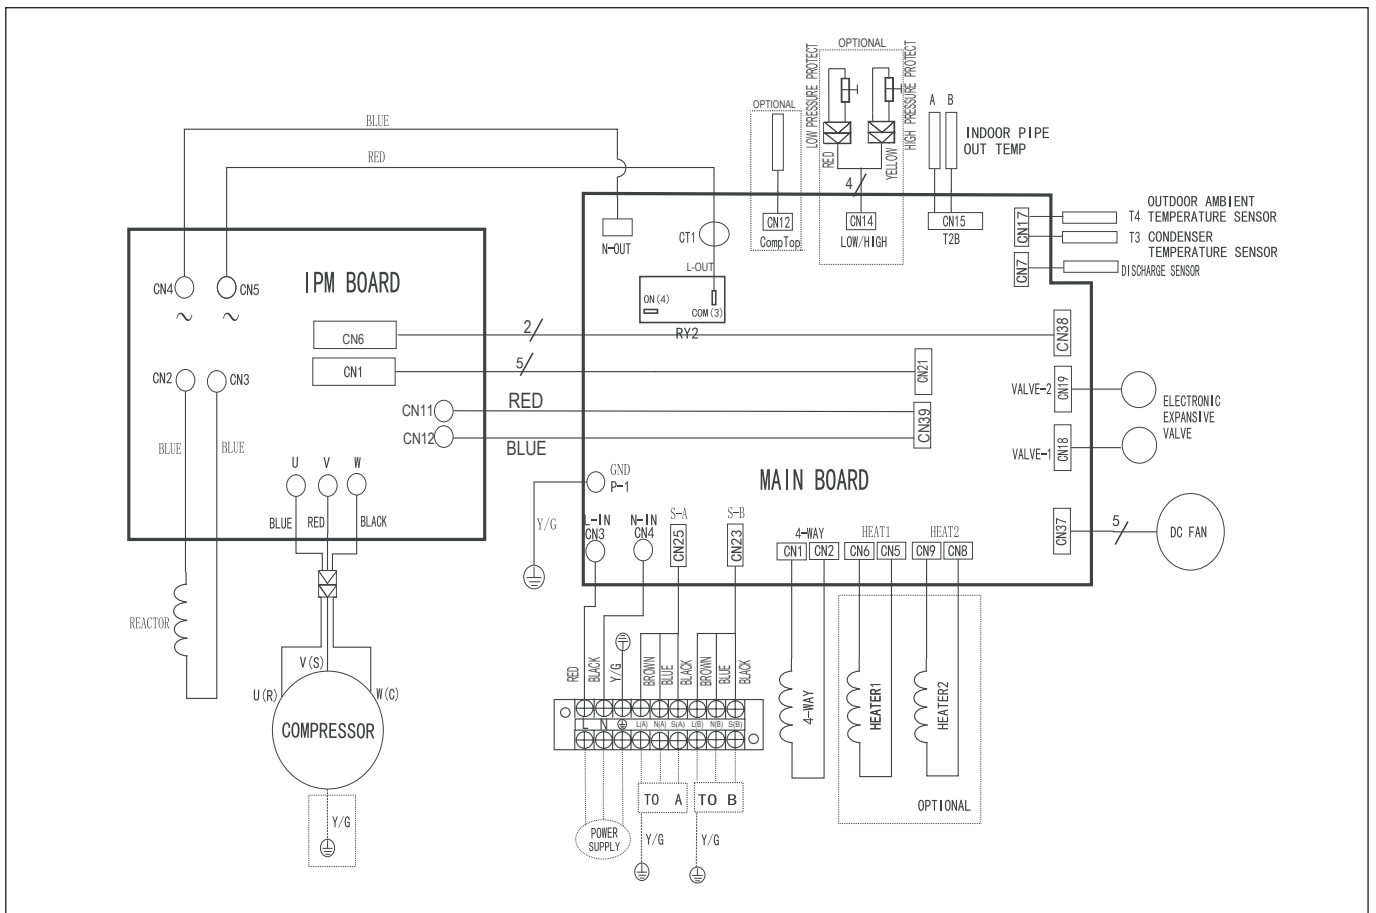 OPTIONAL
LOW PRESSURE PROTECT
HIGH PRESSURE PROTECT
OPTIONAL
A B
INDOOR PIPE
OUT TEMP
BLUE
RED
RED
YELLOW
4
CN12
CompTop
CN14
LOW/HIGH
CN15
T2B
CN17
T4
OUTDOOR AMBIENT
TEMPERATURE SENSOR
T3
CONDENSER
TEMPERATURE SENSOR
CN7
DISCHARGE SENSOR
N-OUT
CT1
L-OUT
ON(4)
COM(3)
RY2
IPM BOARD
CN4
CN5
~
~
CN6
2
CN38
CN1
5
CN21
CN2
CN3
CN11
RED
CN39
CN12
BLUE
VALVE-2
CN19
VALVE-1
CN18
ELECTRONIC
EXPANSIVE
VALVE
BLUE
BLUE
U V W
BLUE
RED
BLACK
MAIN BOARD
GND
P-1
Y/G
L-IN
CN3
N-IN
CN4
S-A
CN25
S-B
CN23
4-WAY
CN1
CN2
HEAT1
CN6
CN5
HEAT2
CN9
CN8
CN37
5
DC FAN
REACTOR
V(S)
U(R)
W(C)
COMPRESSOR
Y/G
RED
BLACK
Y/G
BROWN
BLUE
BLACK
BROWN
BLUE
BLACK
L N L(A) N(A) S(A) L(B) N(B) S(B)
4-WAY
HEATER1
HEATER2
OPTIONAL
TO A
TO B
POWER
SUPPLY
Y/G
Y/G